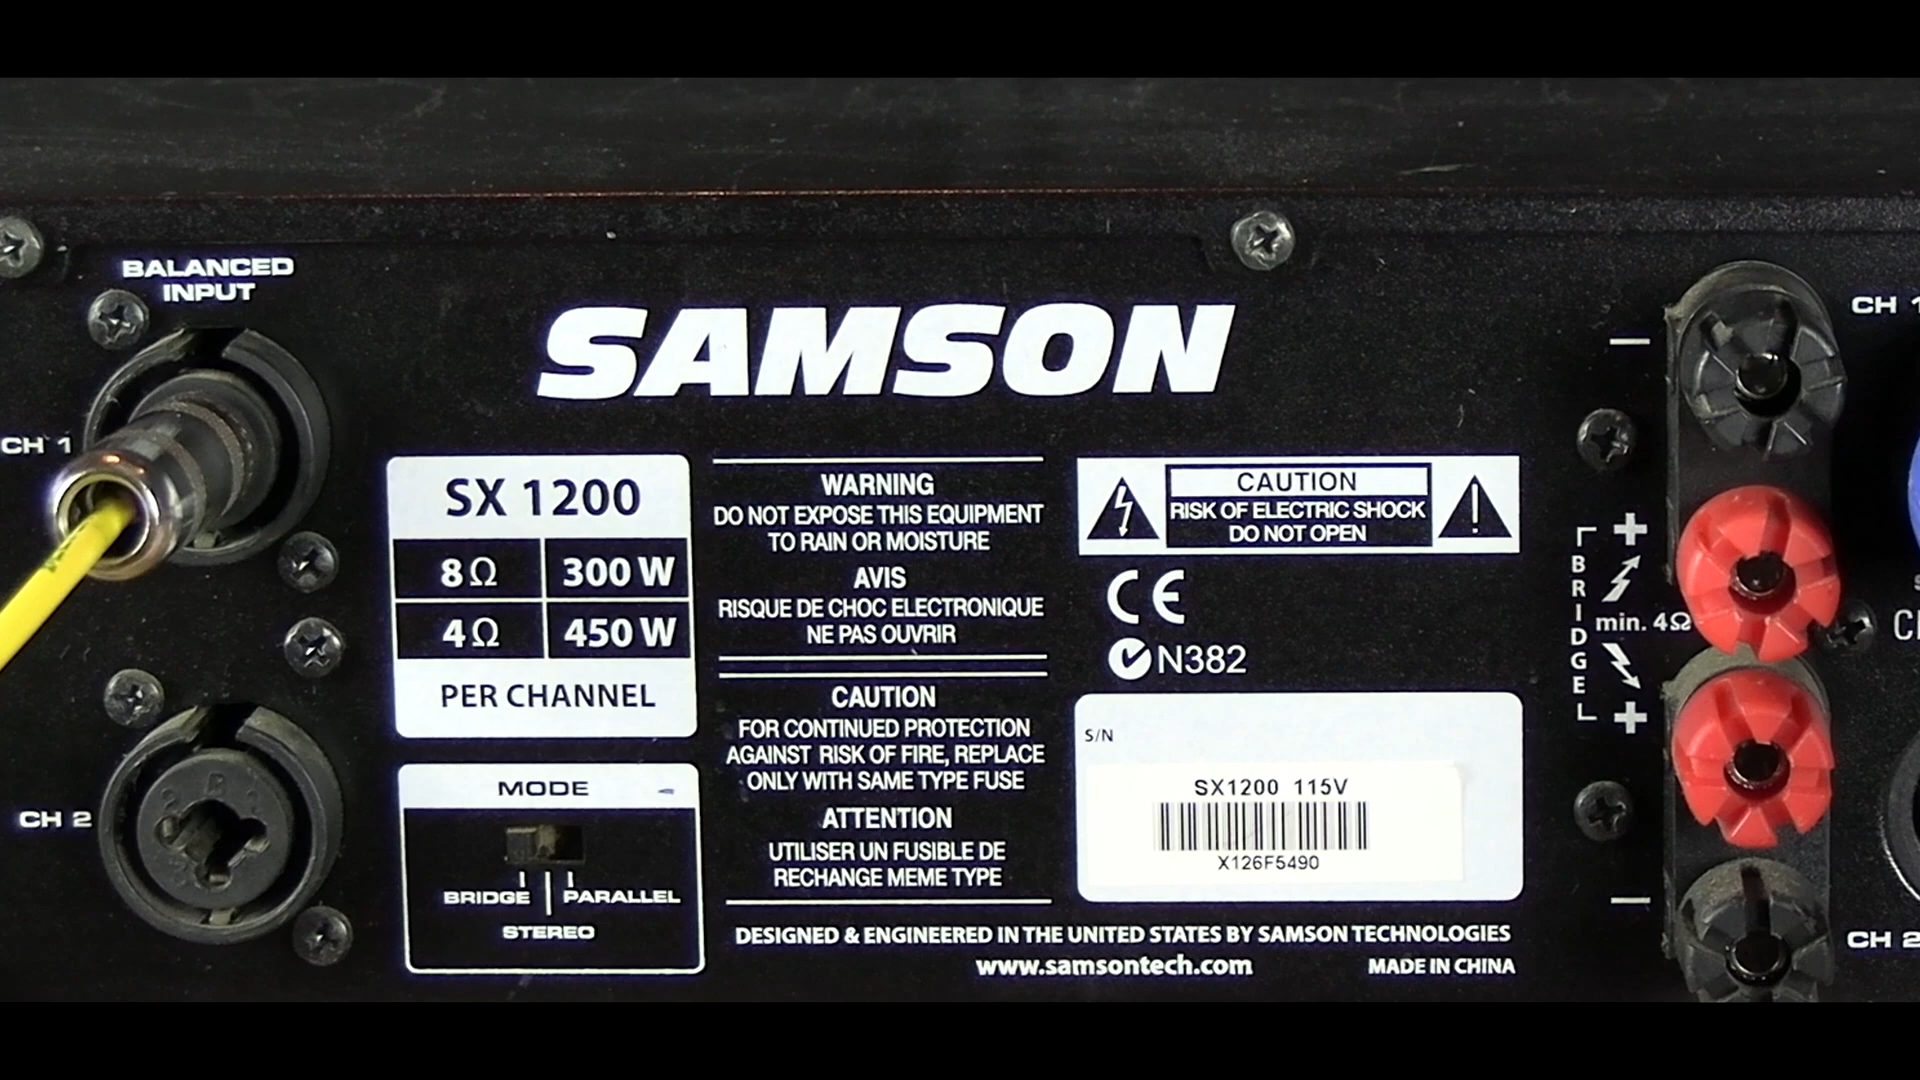 BALANCED
INPUT
CH 1
CH 2
SAMSON
SX 1200
8Ω 300 W
4Ω 450 W
PER CHANNEL
MODE
BRIDGE PARALLEL
STEREO
WARNING
DO NOT EXPOSE THIS EQUIPMENT
TO RAIN OR MOISTURE
AVIS
RISQUE DE CHOC ELECTRONIQUE
NE PAS OUVRIR
CAUTION
FOR CONTINUED PROTECTION
AGAINST RISK OF FIRE, REPLACE
ONLY WITH SAME TYPE FUSE
ATTENTION
UTILISER UN FUSIBLE DE
RECHANGE MEME TYPE
CAUTION
RISK OF ELECTRIC SHOCK
DO NOT OPEN
CE
N382
S/N
SX1200 115V
X126F5490
DESIGNED & ENGINEERED IN THE UNITED STATES BY SAMSON TECHNOLOGIES
www.samsontech.com MADE IN CHINA
CH 1
BRIDGE
+
min. 4Ω
+
CH 2